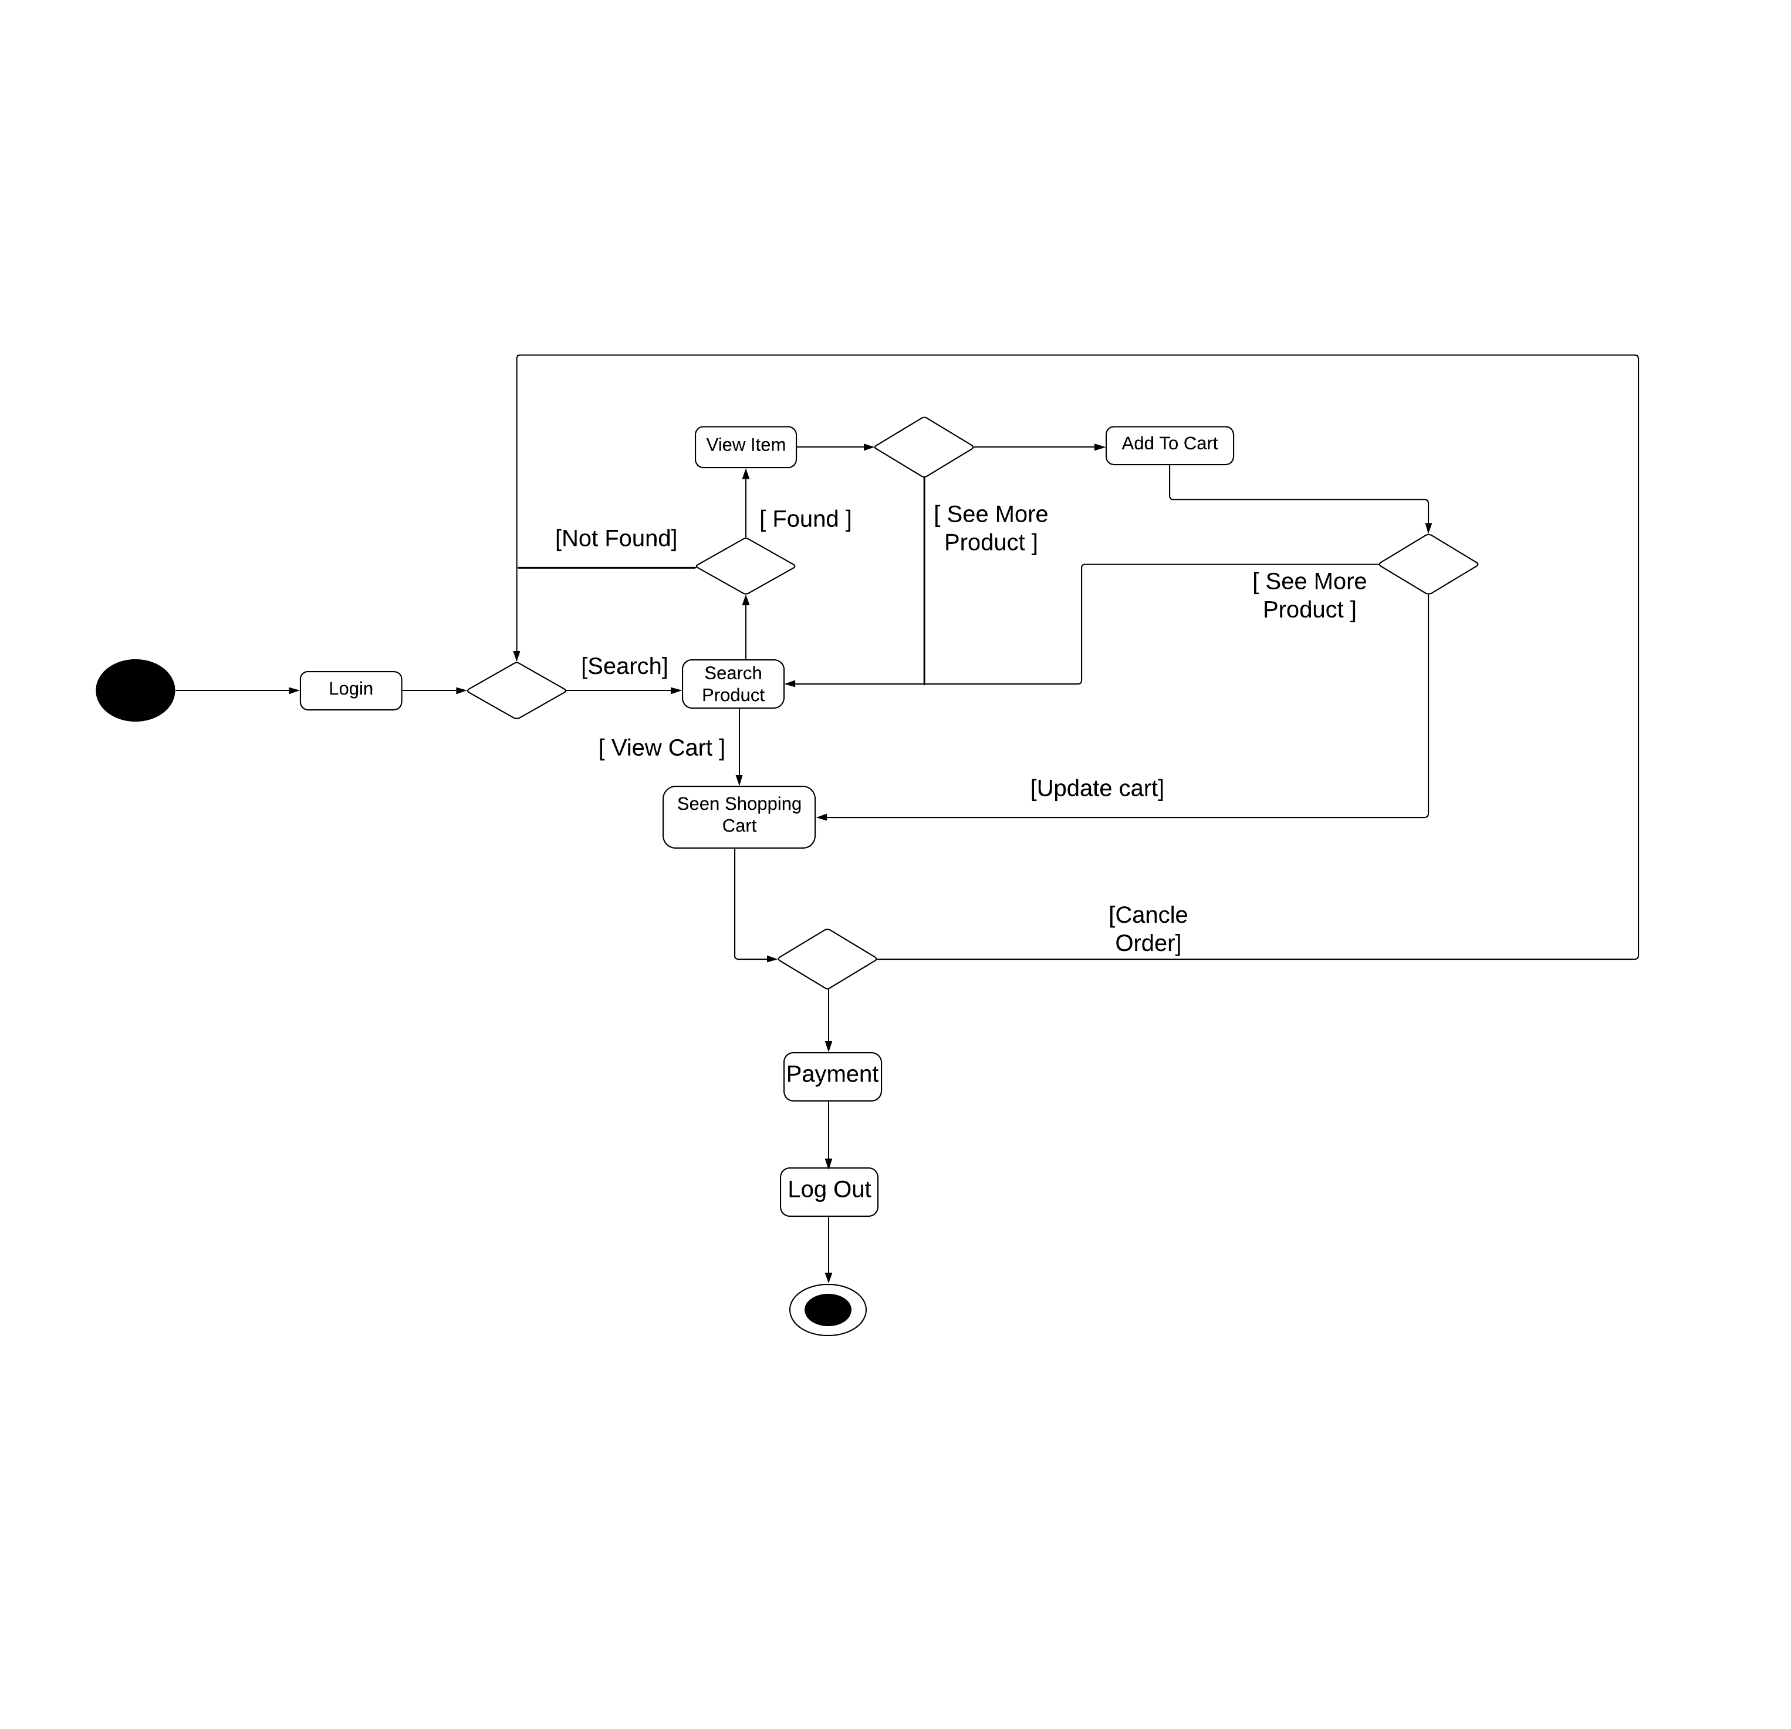 View Item
Add To Cart
[ Found ]
[Not Found]
[ See More
Product ]
[ See More
Product ]
Login
[Search]
Search
Product
[ View Cart ]
Seen Shopping
Cart
[Update cart]
[Cancle
Order]
Payment
Log Out